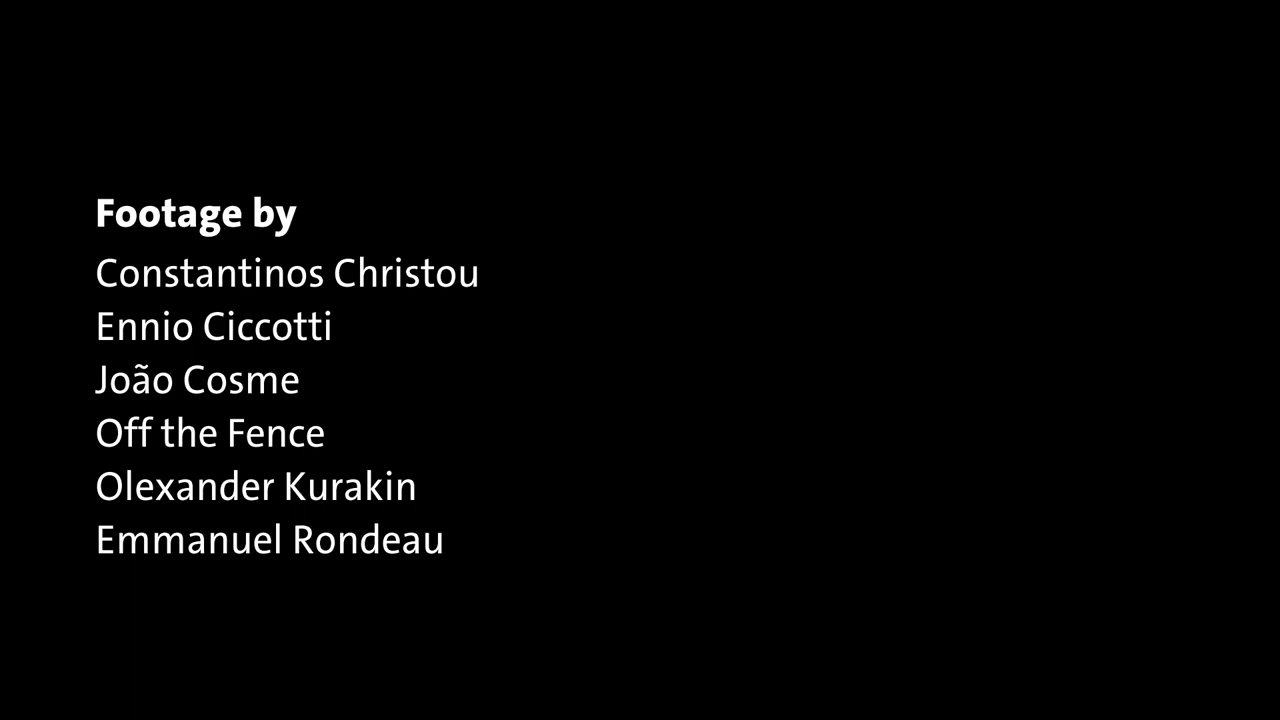 Footage by
Constantinos Christou
Ennio Ciccotti
João Cosme
Off the Fence
Olexander Kurakin
Emmanuel Rondeau